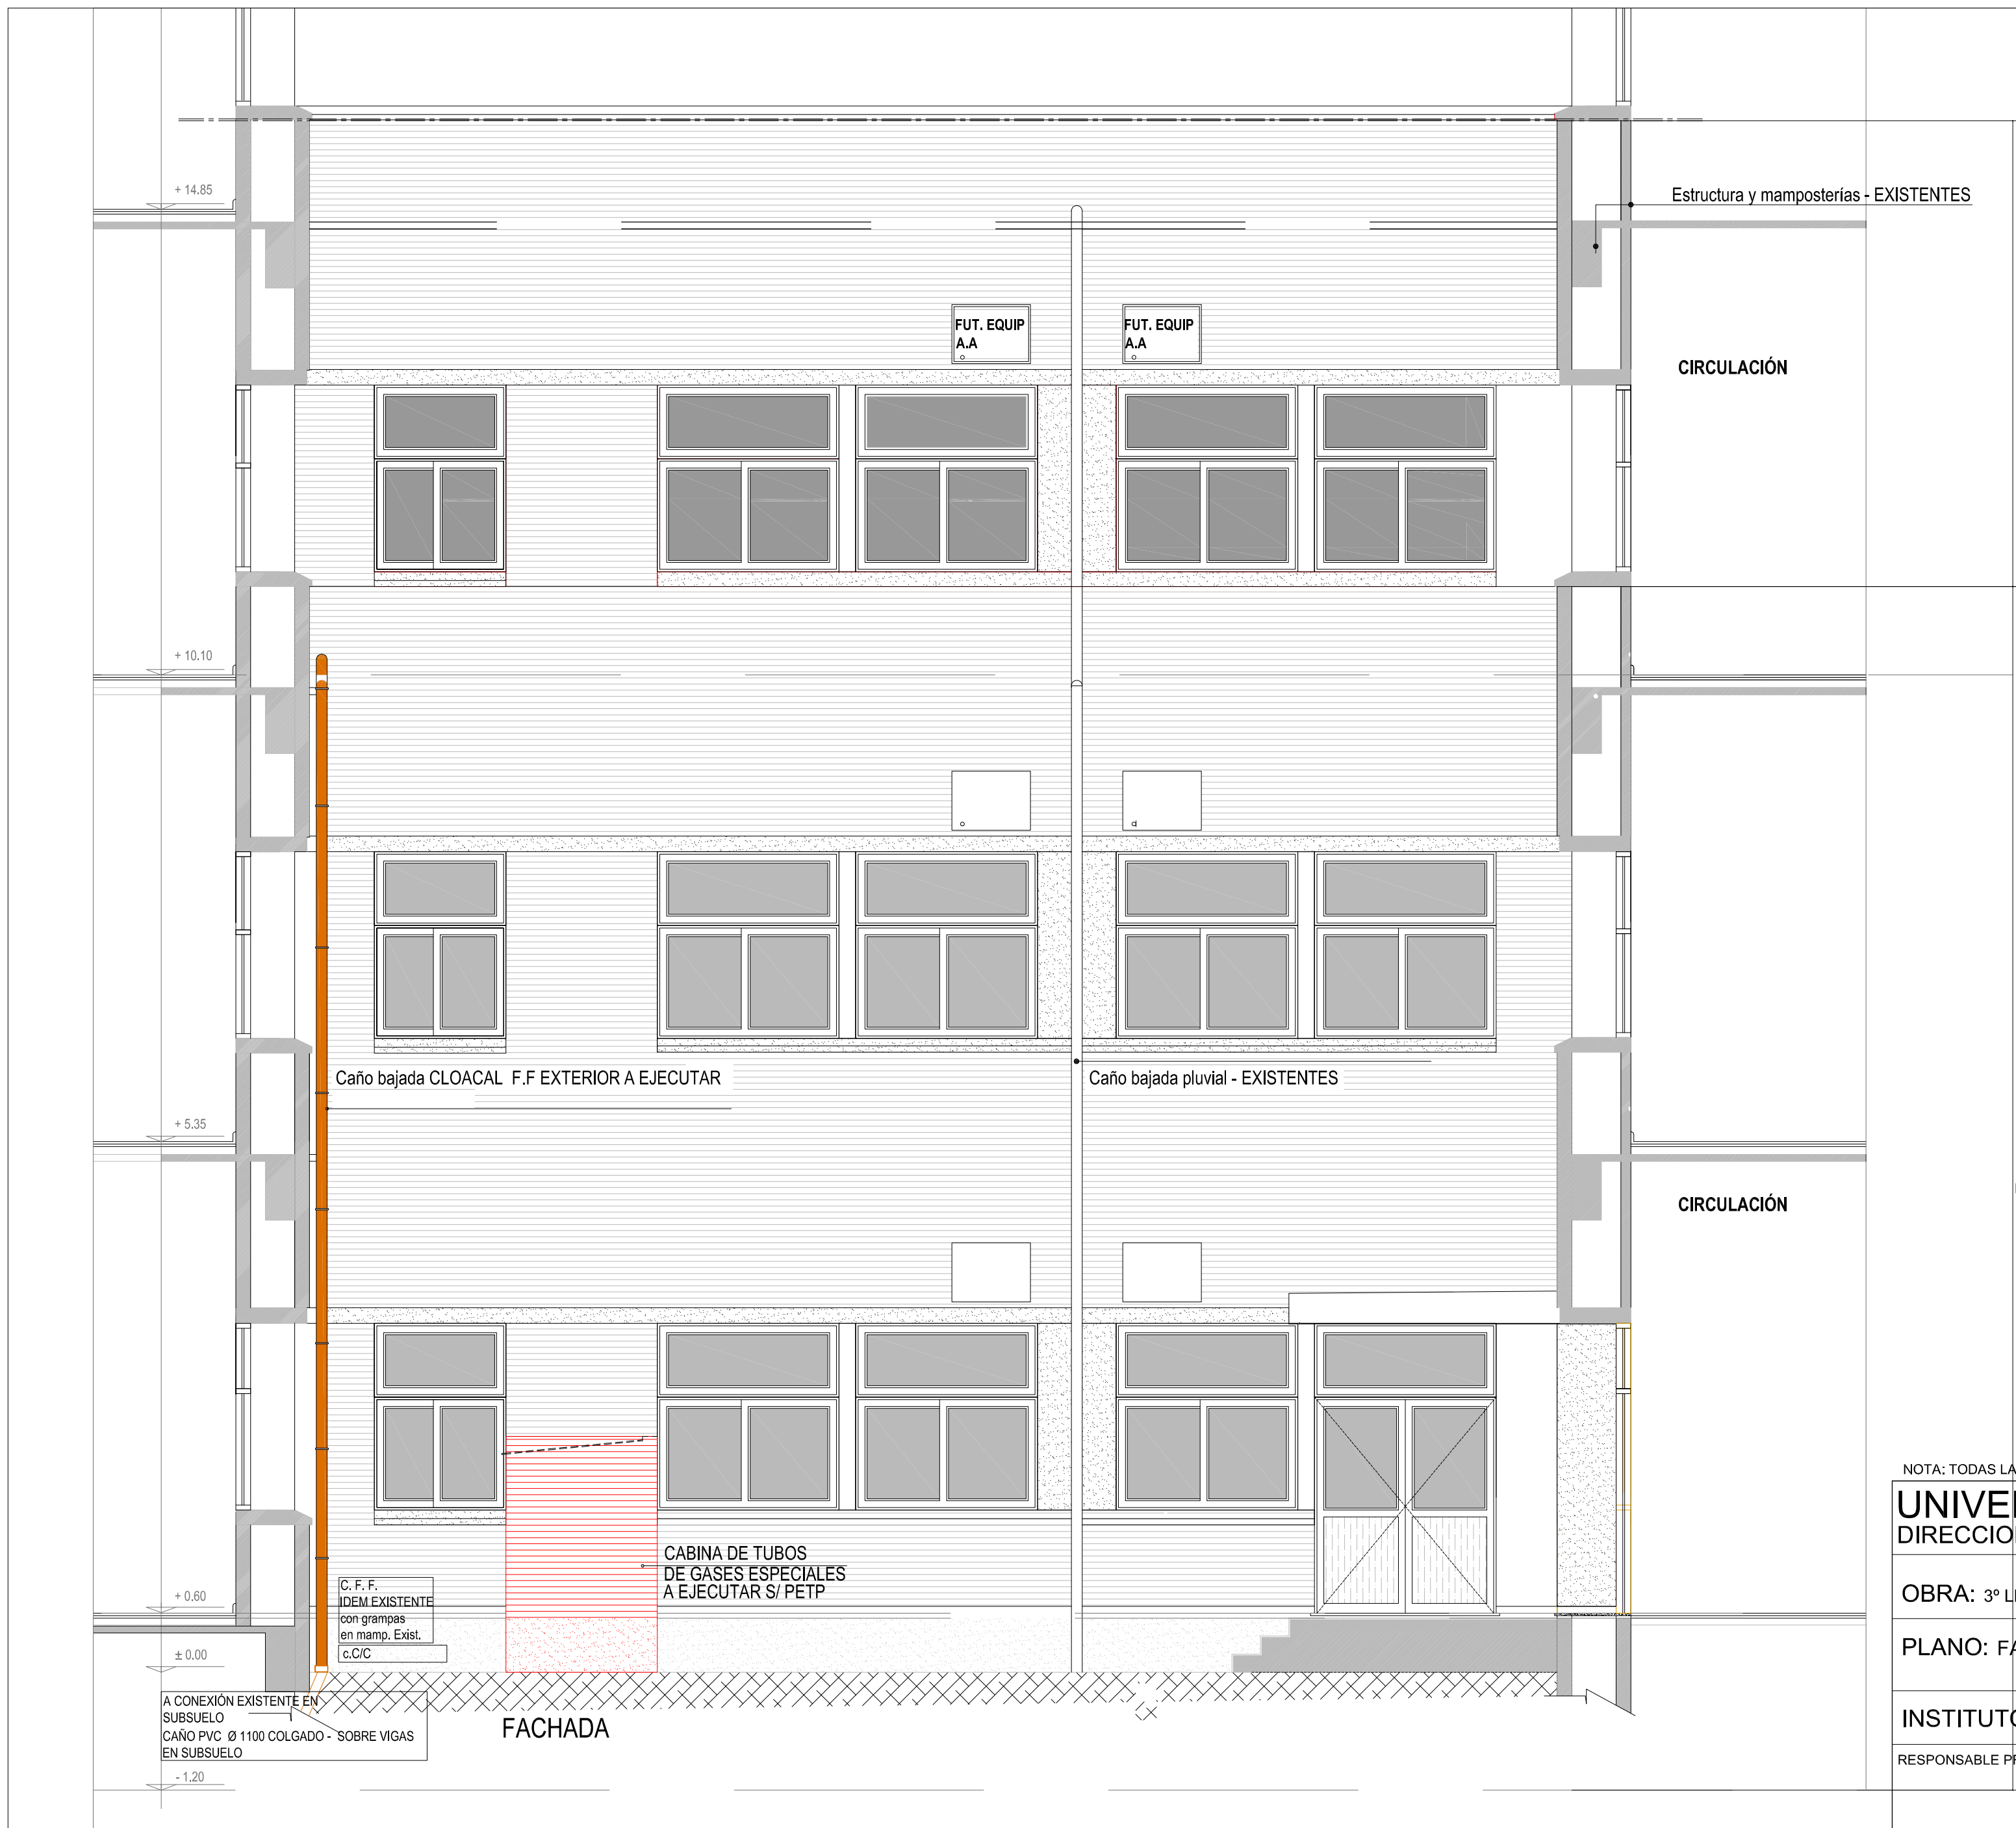 + 14.85
Estructura y mamposterías - EXISTENTES
FUT. EQUIP
A.A
FUT. EQUIP
A.A
CIRCULACIÓN
+ 10.10
Caño bajada CLOACAL F.F EXTERIOR A EJECUTAR
Caño bajada pluvial - EXISTENTES
+ 5.35
CIRCULACIÓN
NOTA: TODAS LA
UNIVE
DIRECCIO
CABINA DE TUBOS
DE GASES ESPECIALES
A EJECUTAR S/ PETP
C. F. F.
IDEM EXISTENTE
con grampas
en mamp. Exist.
c.C/C
+ 0.60
OBRA: 3º
± 0.00
PLANO:
A CONEXIÓN EXISTENTE EN
SUBSUELO
CAÑO PVC Ø 1100 COLGADO - SOBRE VIGAS
EN SUBSUELO
FACHADA
INSTITUTO
RESPONSABLE
- 1.20